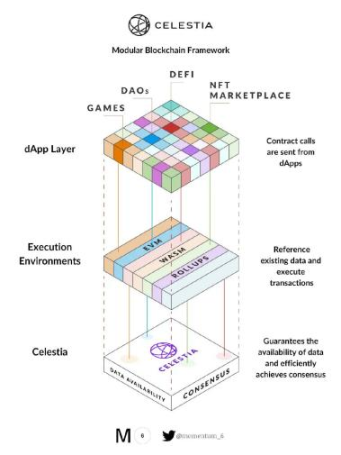 CELESTIA
Modular Blockchain Framework
DEFI
DAOs
NFT
MARKETPLACE
GAMES
dApp Layer
Contract calls
are sent from
dApps
Execution
Environments
EVM
WASM
ROLLUPS
Reference
existing data and
execute
transactions
Celestia
CELESTIA
DATA AVAILABILITY
CONSENSUS
Guarantees the
availability of data
and efficiently
achieves consensus
M
6